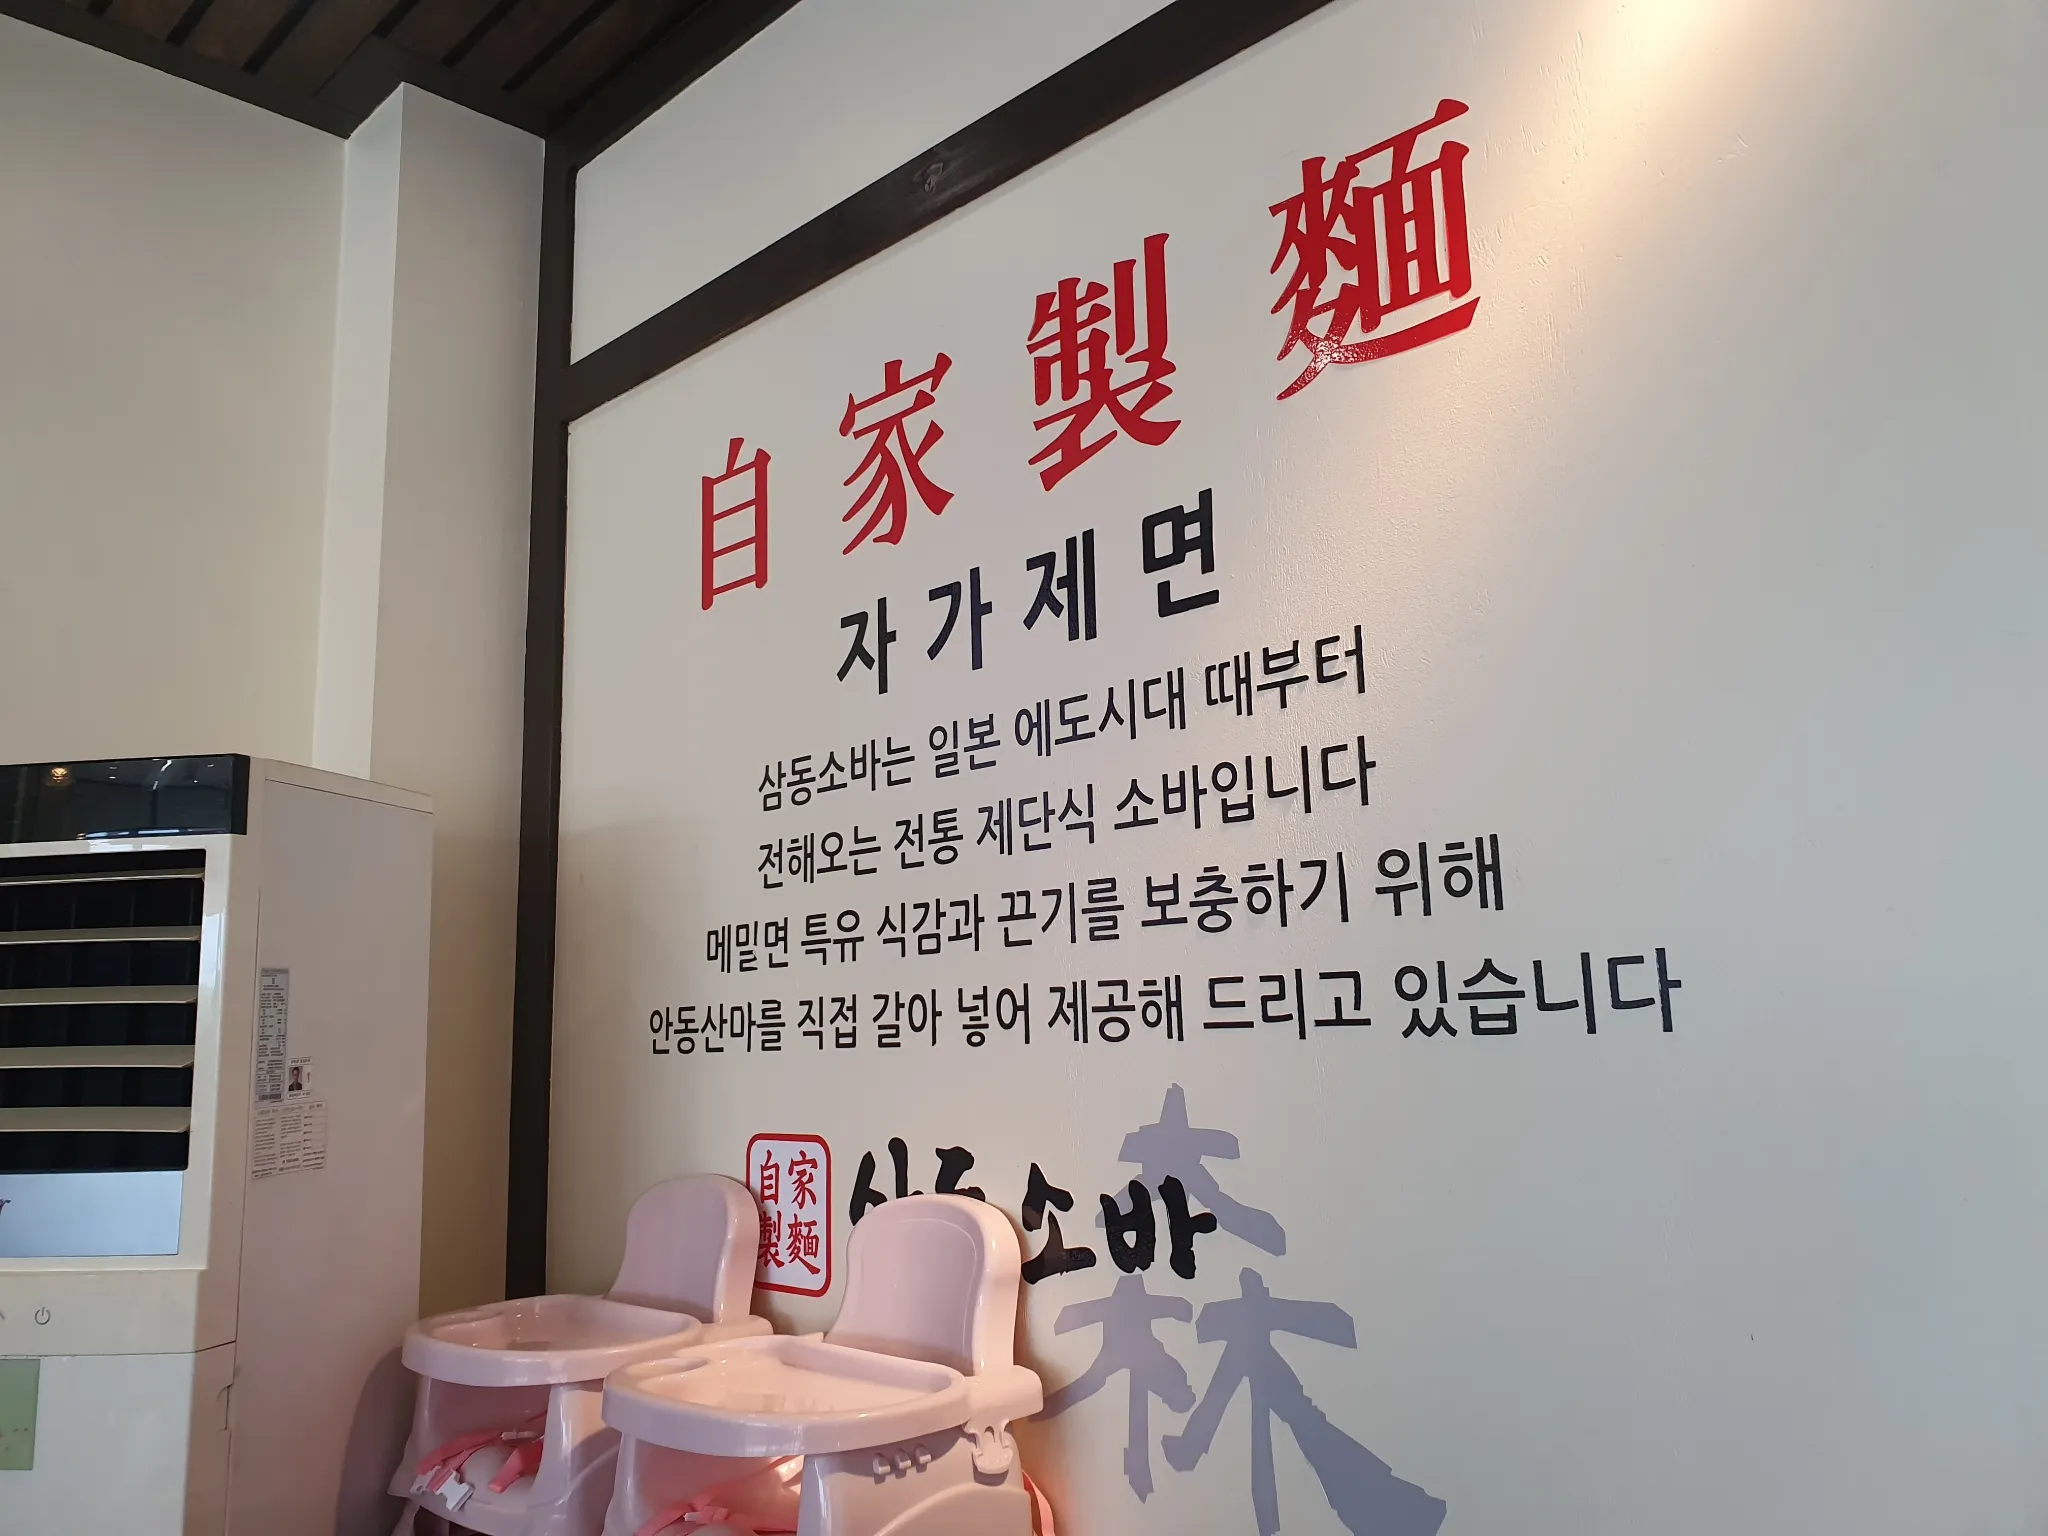 自家製麵
자가제면
삼동소바는 일본 에도시대 때부터
전해오는 전통 제단식 소바입니다
메밀면 특유 식감과 끈기를 보충하기 위해
안동산마를 직접 갈아 넣어 제공해 드리고 있습니다
自家
製麵
삼동소바
森